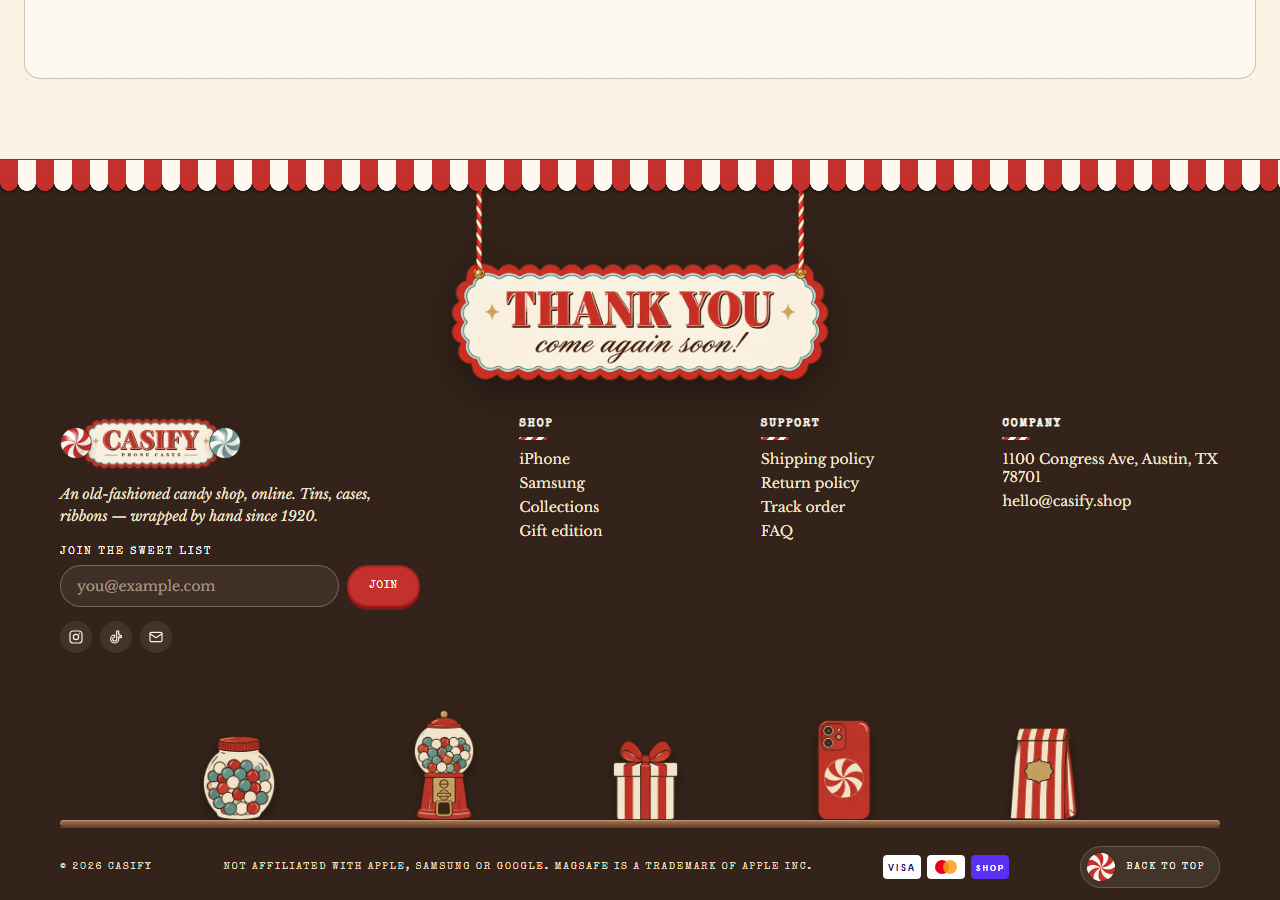 THANK YOU
come again soon!
CASIFY
PHONE CASES
An old-fashioned candy shop, online. Tins, cases,
ribbons — wrapped by hand since 1920.
JOIN THE SWEET LIST
you@example.com
JOIN
SHOP
iPhone
Samsung
Collections
Gift edition
SUPPORT
Shipping policy
Return policy
Track order
FAQ
COMPANY
1100 Congress Ave, Austin, TX
78701
hello@casify.shop
© 2026 CASIFY
NOT AFFILIATED WITH APPLE, SAMSUNG OR GOOGLE. MAGSAFE IS A TRADEMARK OF APPLE INC.
VISA
SHOP
BACK TO TOP